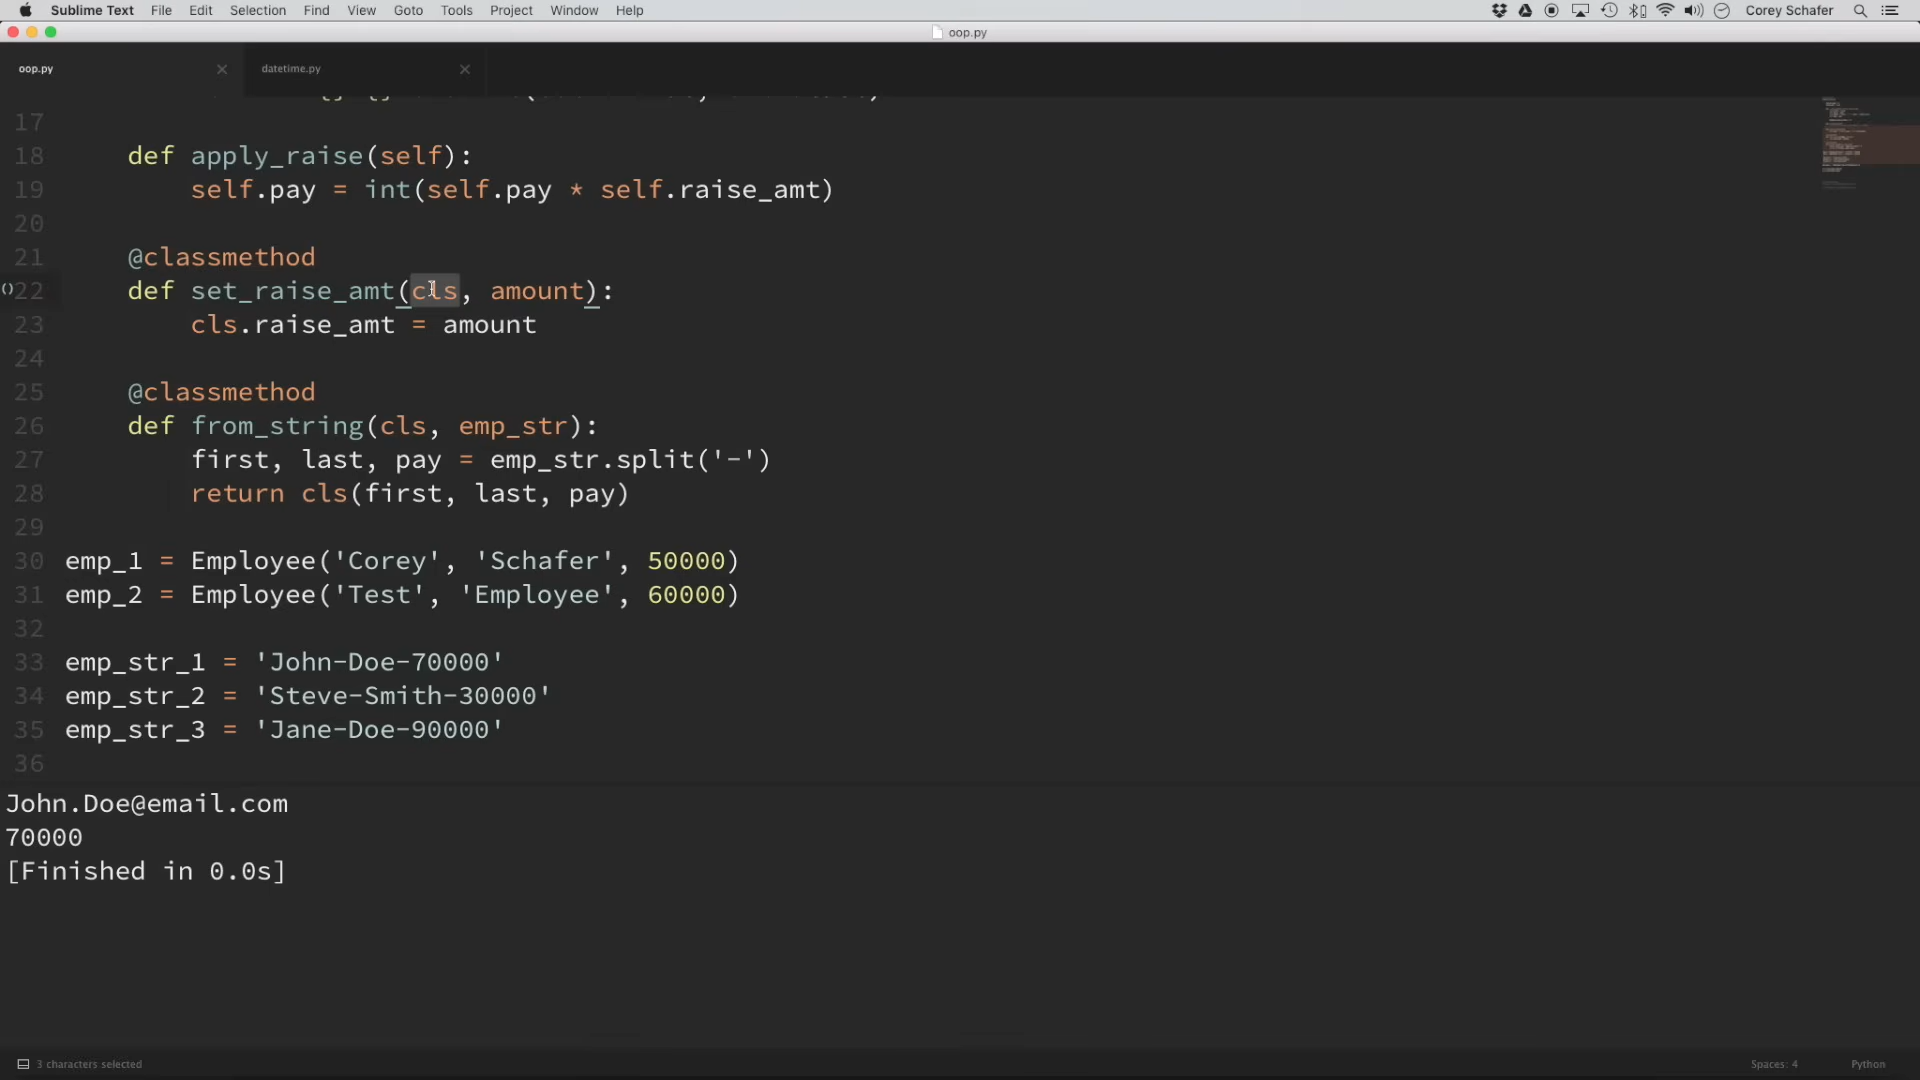 Sublime Text File Edit Selection Find View Goto Tools Project Window Help Corey Schafer
oop.py
oop.py datetime.py
17
18 def apply_raise(self):
19 self.pay = int(self.pay * self.raise_amt)
20
21 @classmethod
22 def set_raise_amt(cls, amount):
23 cls.raise_amt = amount
24
25 @classmethod
26 def from_string(cls, emp_str):
27 first, last, pay = emp_str.split('-')
28 return cls(first, last, pay)
29
30 emp_1 = Employee('Corey', 'Schafer', 50000)
31 emp_2 = Employee('Test', 'Employee', 60000)
32
33 emp_str_1 = 'John-Doe-70000'
34 emp_str_2 = 'Steve-Smith-30000'
35 emp_str_3 = 'Jane-Doe-90000'
36
John.Doe@email.com
70000
[Finished in 0.0s]
3 characters selected Spaces: 4 Python